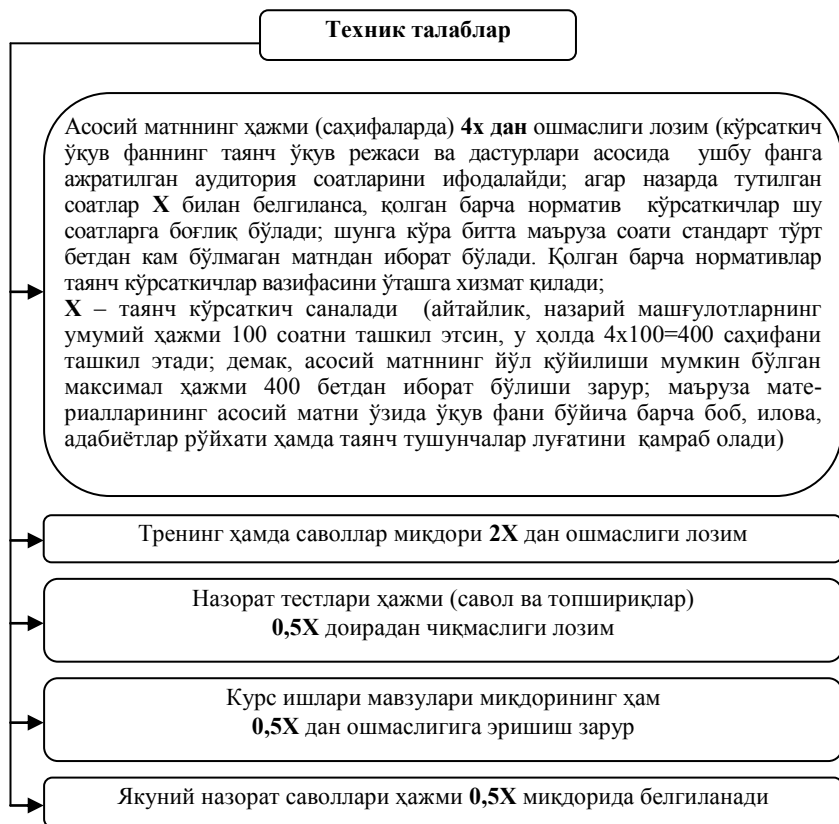 Техник талаблар
Асосий матннинг ҳажми (саҳифаларда) 4х дан ошмаслиги лозим (кўрсаткич
ўқув фаннинг таянч ўқув режаси ва дастурлари асосида ушбу фанга
ажратилган аудитория соатларини ифодалайди; агар назарда тутилган
соатлар X билан белгиланса, қолган барча норматив кўрсаткичлар шу
соатларга боғлиқ бўлади; шунга кўра битта маъруза соати стандарт тўрт
бетдан кам бўлмаган матндан иборат бўлади. Қолган барча нормативлар
таянч кўрсаткичлар вазифасини ўташга хизмат қилади;
X – таянч кўрсаткич саналади (айтайлик, назарий машғулотларнинг
умумий ҳажми 100 соатни ташкил этсин, у ҳолда 4х100=400 саҳифани
ташкил этади; демак, асосий матннинг йўл қўйилиши мумкин бўлган
максимал ҳажми 400 бетдан иборат бўлиши зарур; маъруза мате-
риалларининг асосий матни ўзида ўқув фани бўйича барча боб, илова,
адабиётлар рўйхати ҳамда таянч тушунчалар луғатини қамраб олади)
Тренинг ҳамда саволлар миқдори 2X дан ошмаслиги лозим
Назорат тестлари ҳажми (савол ва топшириқлар)
0,5X доирадан чиқмаслиги лозим
Курс ишлари мавзулари миқдорининг ҳам
0,5X дан ошмаслигига эришиш зарур
Якуний назорат саволлари ҳажми 0,5X миқдорида белгиланади